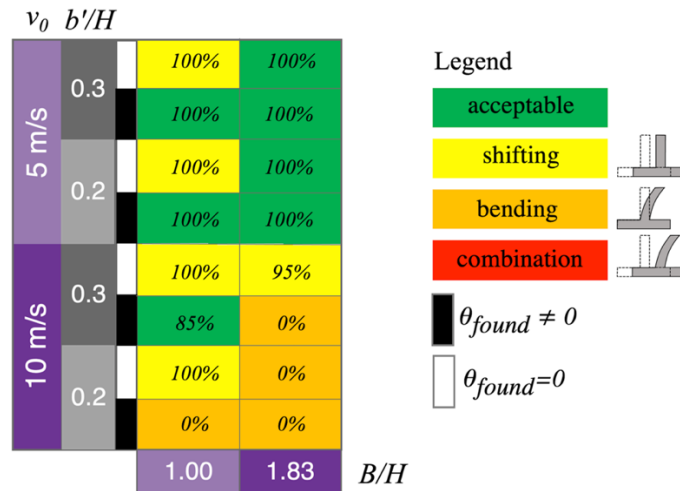 v₀ b'/H B/H
5 m/s
0.3
100% 100%
100% 100%
0.2
100% 100%
100% 100%
10 m/s
0.3
100% 95%
85% 0%
0.2
100% 0%
0% 0%
1.00 1.83
Legend
acceptable
shifting
bending
combination
θfound ≠ 0
θfound=0